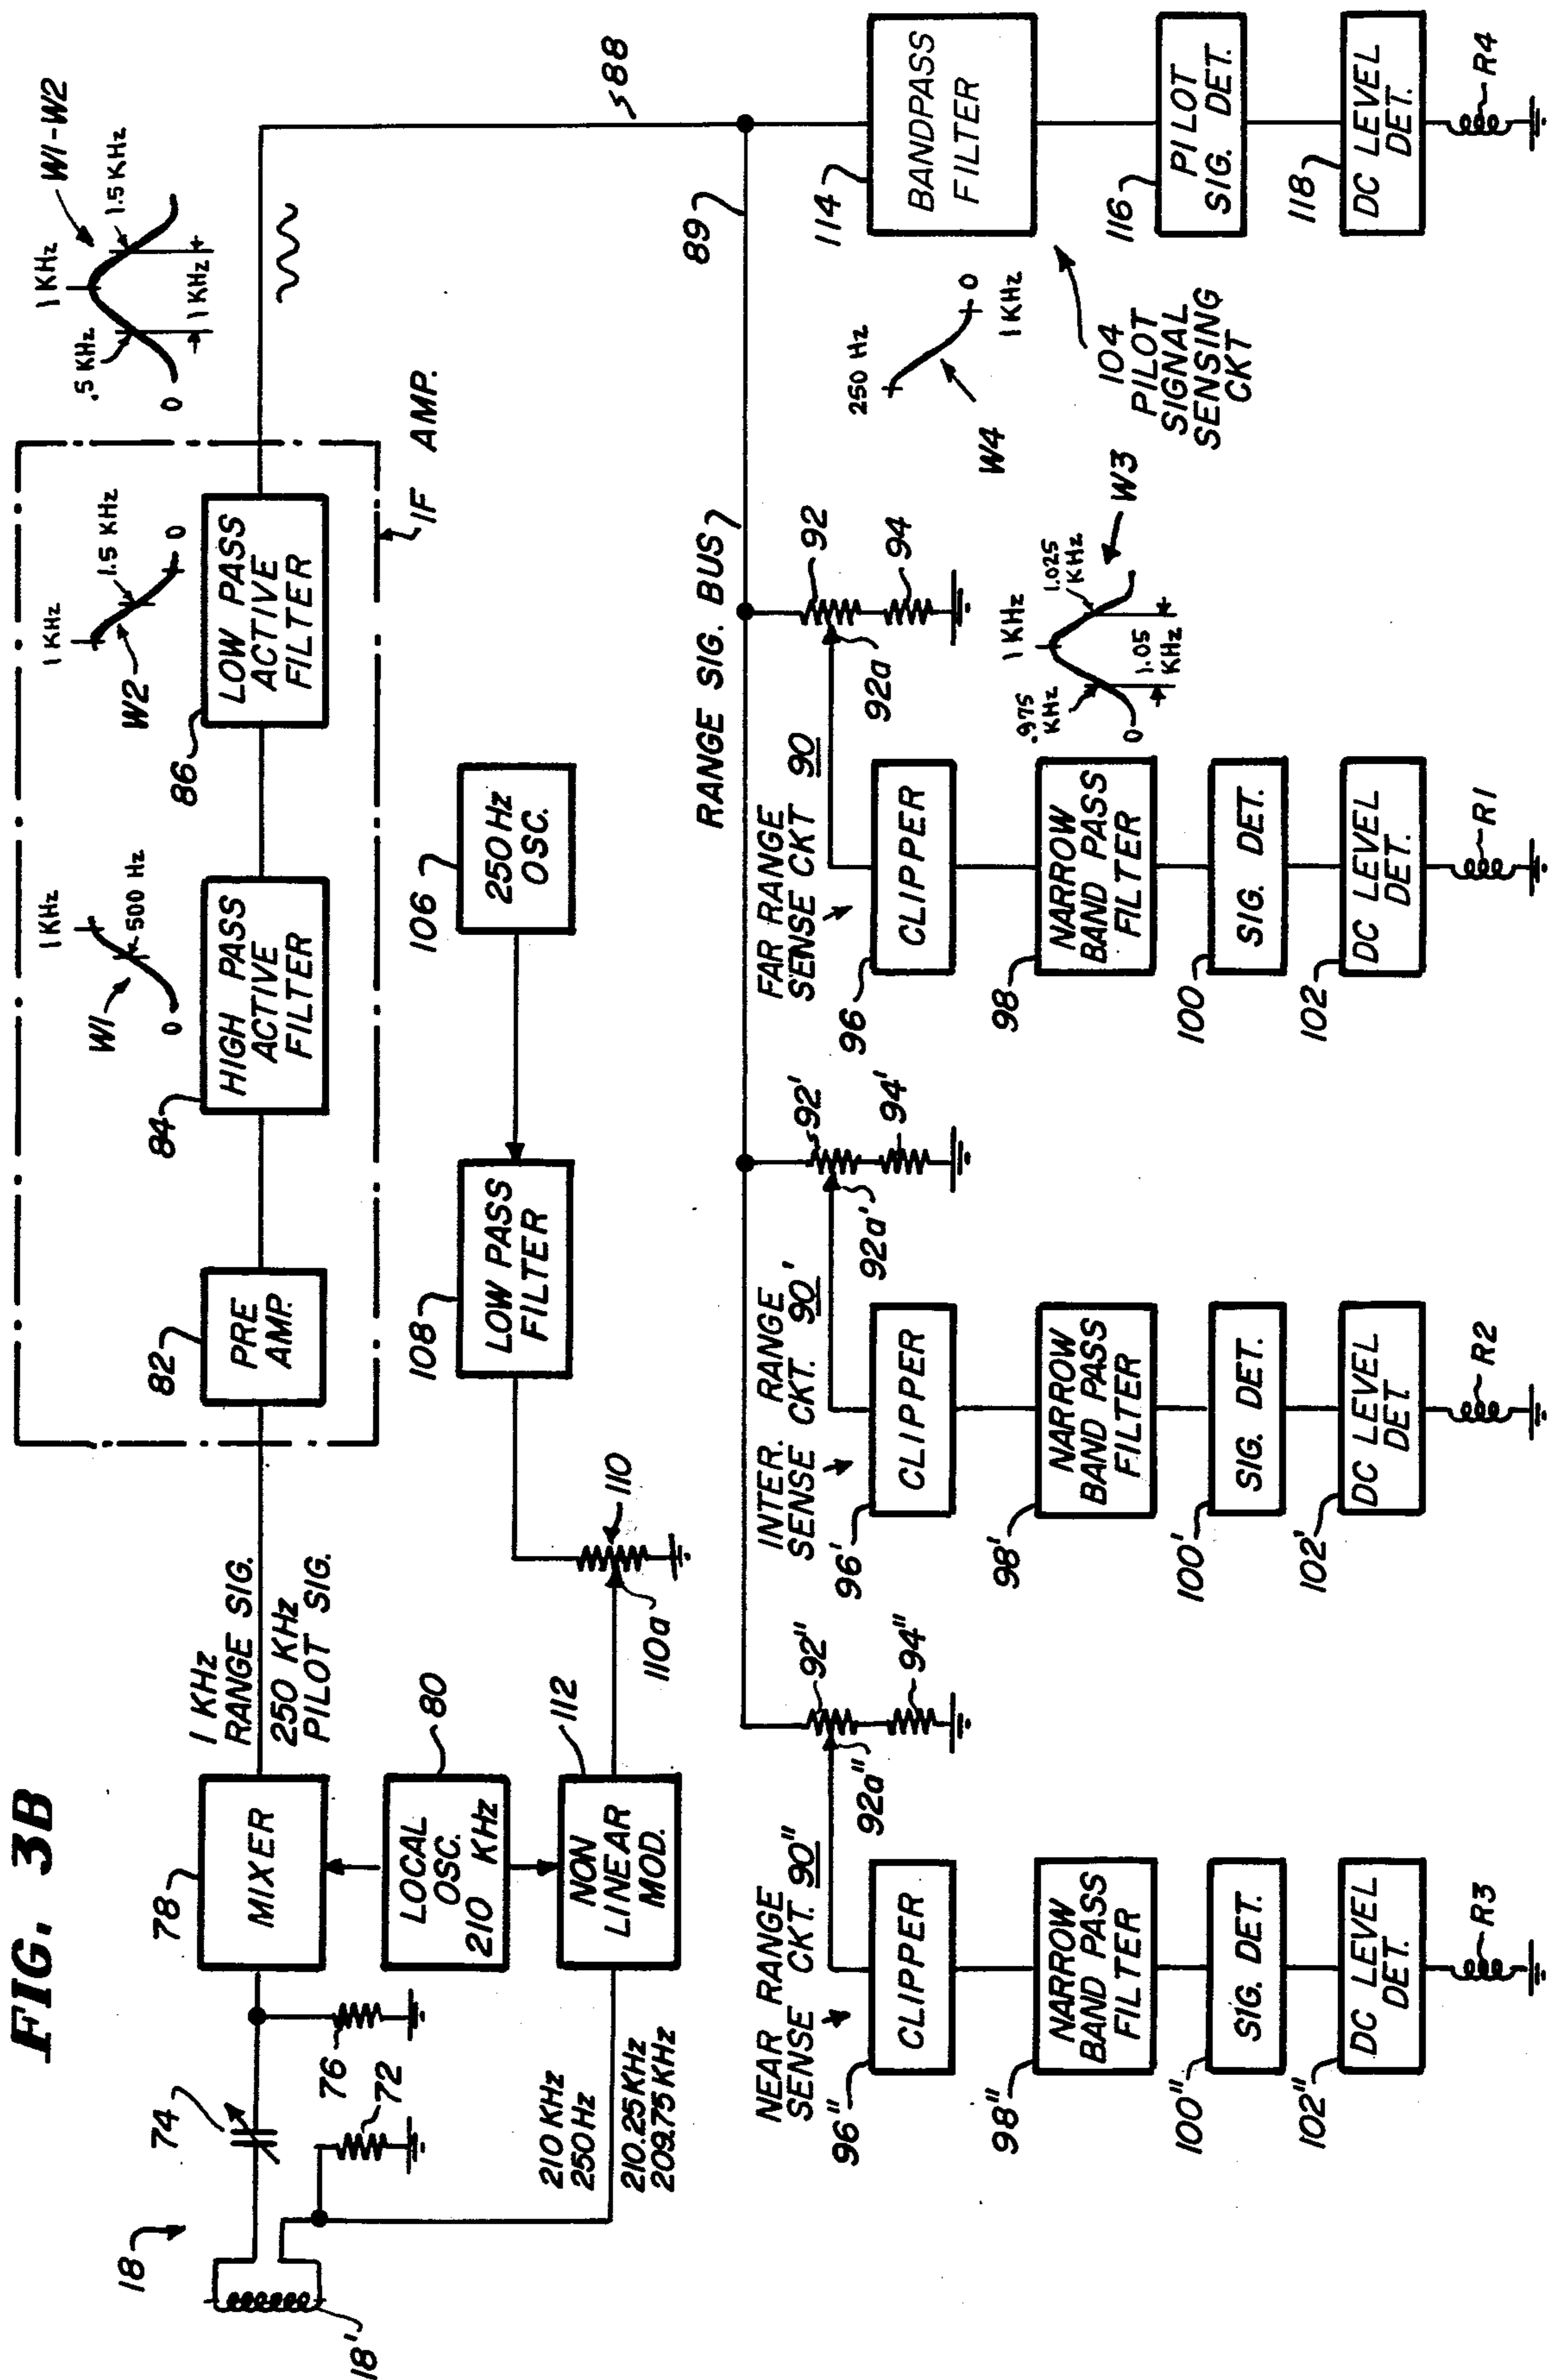 FIG. 3B
18
18'
74
76
72
78
MIXER
1 KHz
RANGE SIG.
250 KHz
PILOT SIG.
LOCAL
OSC.
210 KHz
80
NON
LINEAR
MOD.
112
210 KHz
250 Hz
210.25 KHz
209.75 KHz
110
110a
82
PRE
AMP.
84
HIGH PASS
ACTIVE
FILTER
W1
0
500 Hz
1 KHz
86
LOW PASS
ACTIVE
FILTER
W2
1 KHz
1.5 KHz
0
IF AMP.
108
LOW PASS
FILTER
106
250 Hz
OSC.
.5 KHz
1 KHz
1.5 KHz
W1-W2
0
1 KHz
88
RANGE SIG. BUS
89
NEAR RANGE
SENSE CKT. 90"
92"
94"
92a"
96"
CLIPPER
98"
NARROW
BAND PASS
FILTER
100"
SIG. DET.
102"
DC LEVEL
DET.
R3
INTER. RANGE
SENSE CKT. 90'
92'
94'
92a'
96'
CLIPPER
98'
NARROW
BAND PASS
FILTER
100'
SIG. DET.
102'
DC LEVEL
DET
R2
FAR RANGE
SENSE CKT 90
92
94
92a
96
CLIPPER
98
NARROW
BAND PASS
FILTER
100
SIG. DET.
102
DC LEVEL
DET.
R1
.975
KHz
1 KHz
1.025
KHz
W3
0
1.05
KHz
250 Hz
W4
0
1 KHz
104
PILOT
SIGNAL
SENSING
CKT
114
BANDPASS
FILTER
116
PILOT
SIG. DET.
118
DC LEVEL
DET.
R4